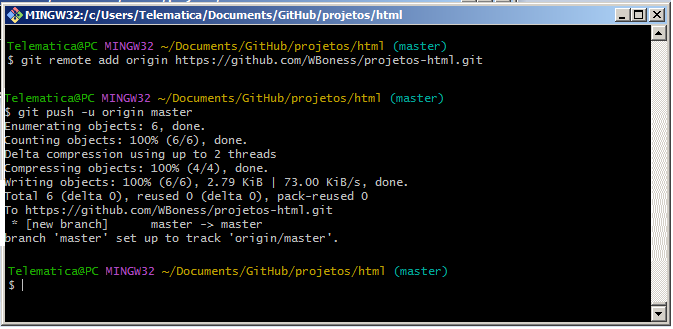 MINGW32:/c/Users/Telematica/Documents/GitHub/projetos/html
Telematica@PC MINGW32 ~/Documents/GitHub/projetos/html (master)
$ git remote add origin https://github.com/WBoness/projetos-html.git
Telematica@PC MINGW32 ~/Documents/GitHub/projetos/html (master)
$ git push -u origin master
Enumerating objects: 6, done.
Counting objects: 100% (6/6), done.
Delta compression using up to 2 threads
Compressing objects: 100% (4/4), done.
Writing objects: 100% (6/6), 2.79 KiB | 73.00 KiB/s, done.
Total 6 (delta 0), reused 0 (delta 0), pack-reused 0
To https://github.com/WBoness/projetos-html.git
 * [new branch]      master -> master
branch 'master' set up to track 'origin/master'.
Telematica@PC MINGW32 ~/Documents/GitHub/projetos/html (master)
$